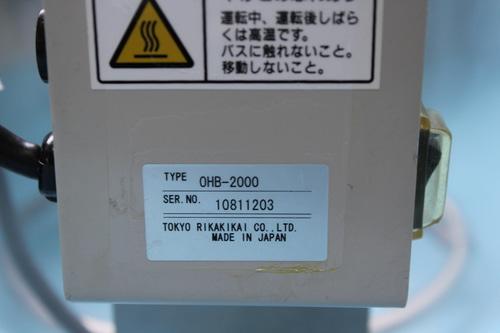 運転中、運転後しばら
くは高温です。
バスに触れないこと。
移動しないこと。
TYPE OHB-2000
SER.NO. 10811203
TOKYO RIKAKIKAI CO.,LTD.
MADE IN JAPAN